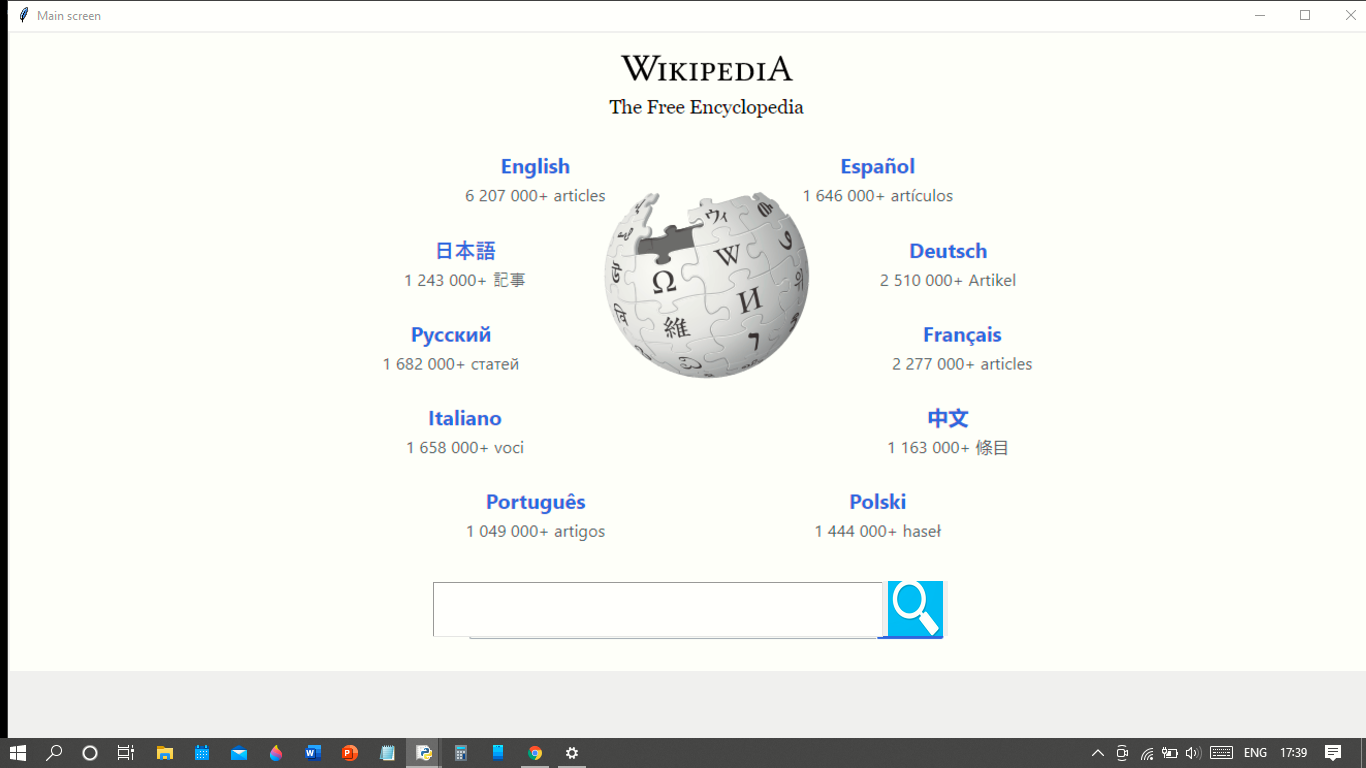 Main screen
WIKIPEDIA
The Free Encyclopedia
English
6 207 000+ articles
Español
1 646 000+ artículos
日本語
1 243 000+ 記事
Deutsch
2 510 000+ Artikel
Русский
1 682 000+ статей
Français
2 277 000+ articles
Italiano
1 658 000+ voci
中文
1 163 000+ 條目
Português
1 049 000+ artigos
Polski
1 444 000+ haseł
Ω
W
И
維
ウィ
ENG
17:39